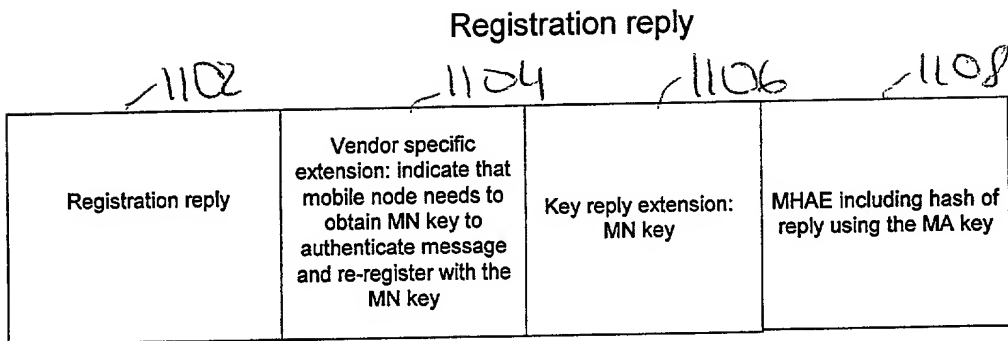 Registration reply
1102
1104
1106
1108
Registration reply
Vendor specific
extension: indicate that
mobile node needs to
obtain MN key to
authenticate message
and re-register with the
MN key
Key reply extension:
MN key
MHAE including hash of
reply using the MA key